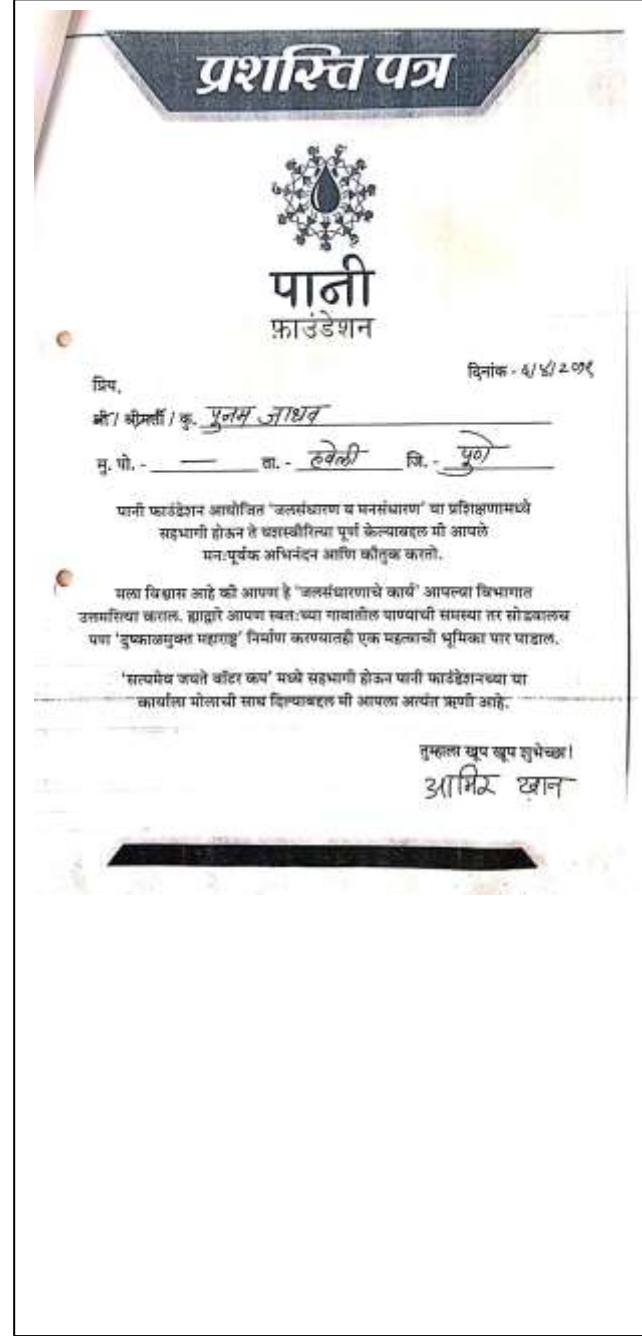 प्रशस्ति पत्र
पानी
फ़ाउंडेशन
दिनांक - ६/५/२०१९
प्रिय,
श्री / श्रीमती / कु. पुनम जाधव
मु. पो. - — ता. - हवेली जि. - पुणे
पानी फाउंडेशन आयोजित 'जलसंधारण व मनसंधारण' या प्रशिक्षणामध्ये
सहभागी होऊन ते यशस्वीरित्या पूर्ण केल्याबद्दल मी आपले
मन:पूर्वक अभिनंदन आणि कौतुक करतो.
मला विश्वास आहे की आपण हे 'जलसंधारणाचे कार्य' आपल्या विभागात
उत्तमरित्या कराल. ह्याद्वारे आपण स्वत:च्या गावातील पाण्याची समस्या तर सोडवालच
पण 'दुष्काळमुक्त महाराष्ट्र' निर्माण करण्यातही एक महत्वाची भूमिका पार पाडाल.
'सत्यमेव जयते वॉटर कप' मध्ये सहभागी होऊन पानी फाउंडेशनच्या या
कार्याला मोलाची साथ दिल्याबद्दल मी आपला अत्यंत ऋणी आहे.
तुम्हाला खूप खूप शुभेच्छा!
आमिर खान